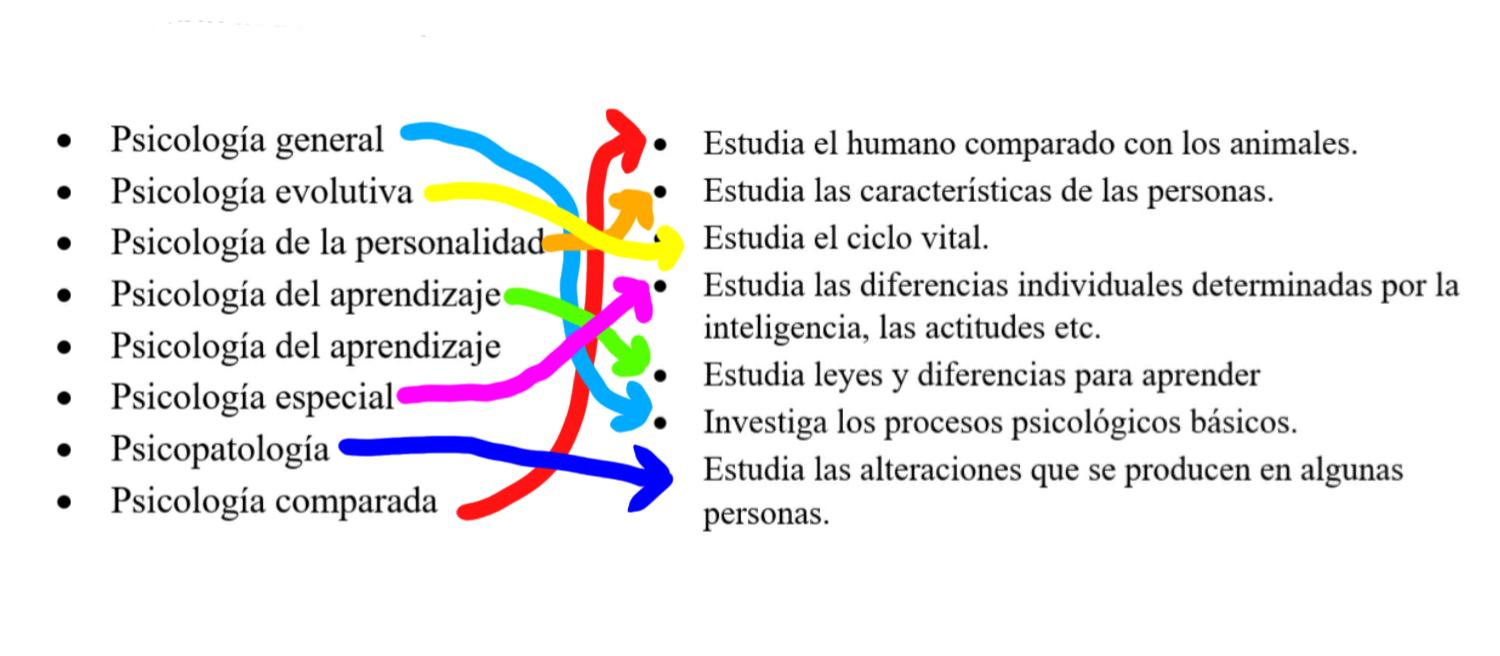 • Psicología general
• Psicología evolutiva
• Psicología de la personalidad
• Psicología del aprendizaje
• Psicología del aprendizaje
• Psicología especial
• Psicopatología
• Psicología comparada
• Estudia el humano comparado con los animales.
• Estudia las características de las personas.
• Estudia el ciclo vital.
• Estudia las diferencias individuales determinadas por la
inteligencia, las actitudes etc.
• Estudia leyes y diferencias para aprender
• Investiga los procesos psicológicos básicos.
Estudia las alteraciones que se producen en algunas
personas.